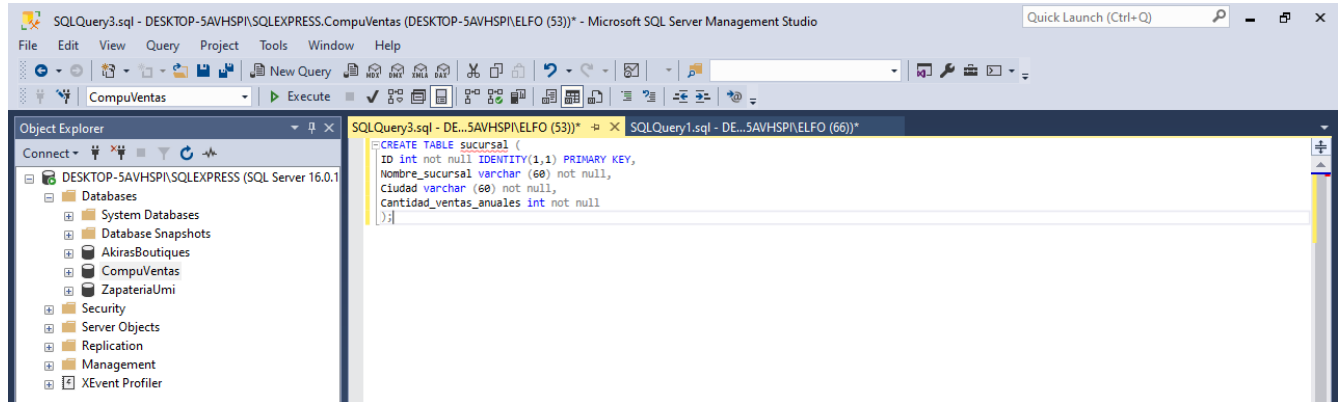 SQLQuery3.sql - DESKTOP-5AVHSPI\SQLEXPRESS.CompuVentas (DESKTOP-5AVHSPI\ELFO (53))* - Microsoft SQL Server Management Studio
Quick Launch (Ctrl+Q)
File Edit View Query Project Tools Window Help
New Query MDX DMX XMLA DAX
CompuVentas Execute
Object Explorer
SQLQuery3.sql - DE...5AVHSPI\ELFO (53))* SQLQuery1.sql - DE...5AVHSPI\ELFO (66))*
Connect
DESKTOP-5AVHSPI\SQLEXPRESS (SQL Server 16.0.1
Databases
System Databases
Database Snapshots
AkirasBoutiques
CompuVentas
ZapateriaUmi
Security
Server Objects
Replication
Management
XEvent Profiler
CREATE TABLE sucursal (
ID int not null IDENTITY(1,1) PRIMARY KEY,
Nombre_sucursal varchar (60) not null,
Ciudad varchar (60) not null,
Cantidad_ventas_anuales int not null
);